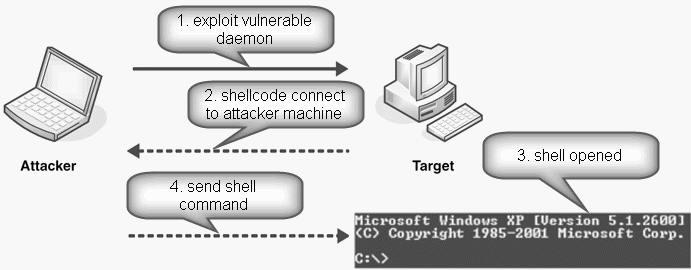 1. exploit vulnerable
daemon
2. shellcode connect
to attacker machine
Attacker
Target
3. shell opened
4. send shell
command
Microsoft Windows XP [Version 5.1.2600]
(C) Copyright 1985-2001 Microsoft Corp.
C:\>